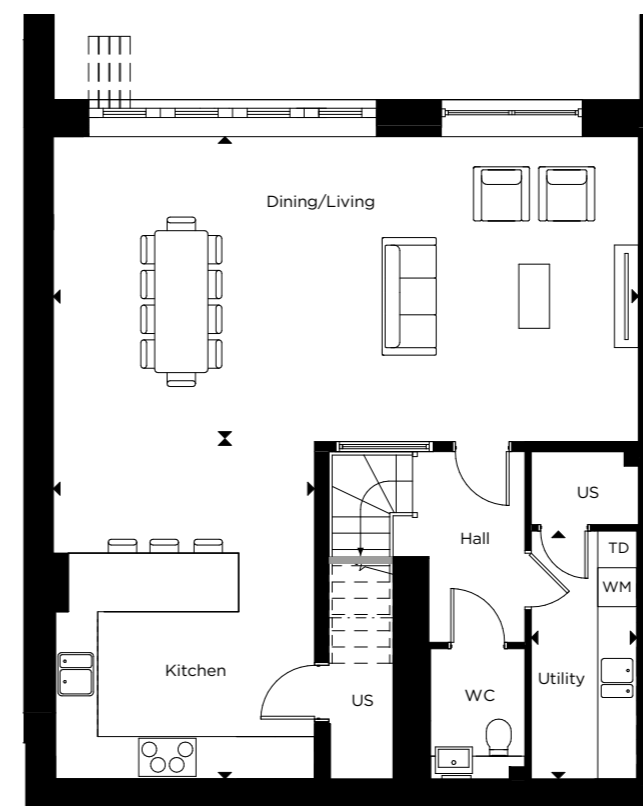 Dining/Living
US
Hall
TD
WM
Kitchen
Utility
WC
US